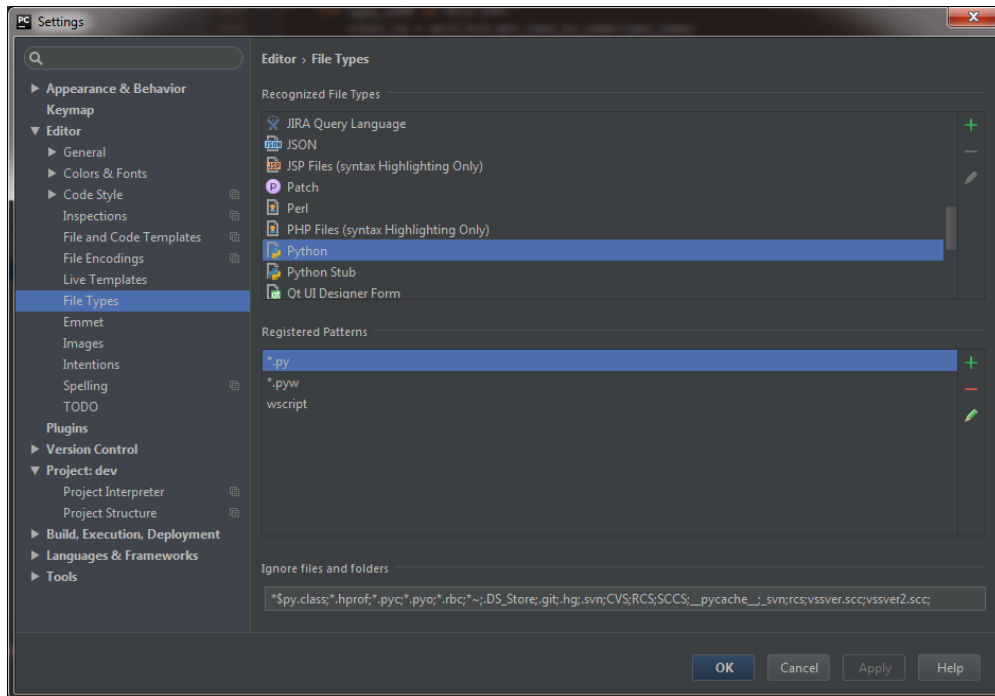 PC Settings
Editor › File Types
Appearance & Behavior
Keymap
Editor
General
Colors & Fonts
Code Style
Inspections
File and Code Templates
File Encodings
Live Templates
File Types
Emmet
Images
Intentions
Spelling
TODO
Plugins
Version Control
Project: dev
Project Interpreter
Project Structure
Build, Execution, Deployment
Languages & Frameworks
Tools
Recognized File Types
JIRA Query Language
JSON JSON
JSP JSP Files (syntax Highlighting Only)
P Patch
Perl
PHP Files (syntax Highlighting Only)
Python
Python Stub
Qt Qt UI Designer Form
Registered Patterns
*.py
*.pyw
wscript
Ignore files and folders
*$py.class;*.hprof;*.pyc;*.pyo;*.rbc;*~;.DS_Store;.git;.hg;.svn;CVS;RCS;SCCS;__pycache__;_svn;rcs;vssver.scc;vssver2.scc;
OK Cancel Apply Help